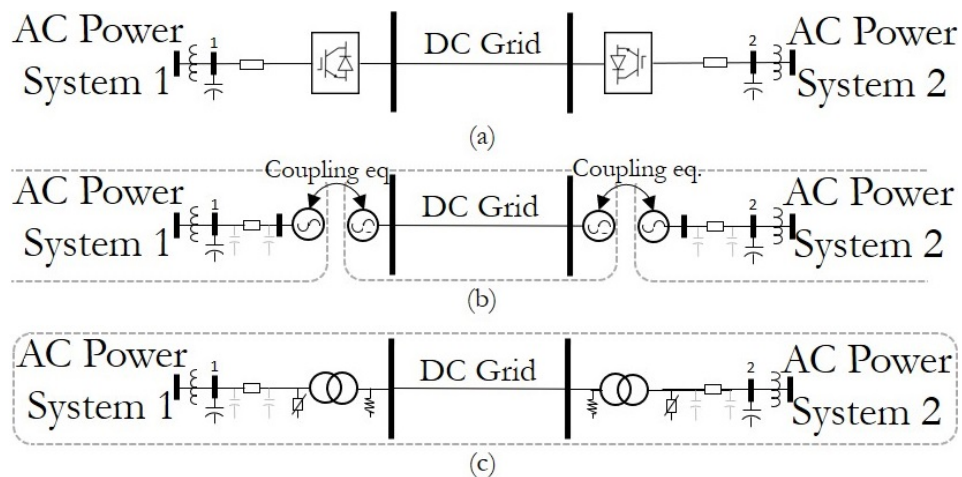 AC Power
System 1
1
DC Grid
2
AC Power
System 2
(a)
Coupling eq
Coupling eq.
AC Power
System 1
1
DC Grid
2
AC Power
System 2
(b)
AC Power
System 1
1
DC Grid
2
AC Power
System 2
(c)